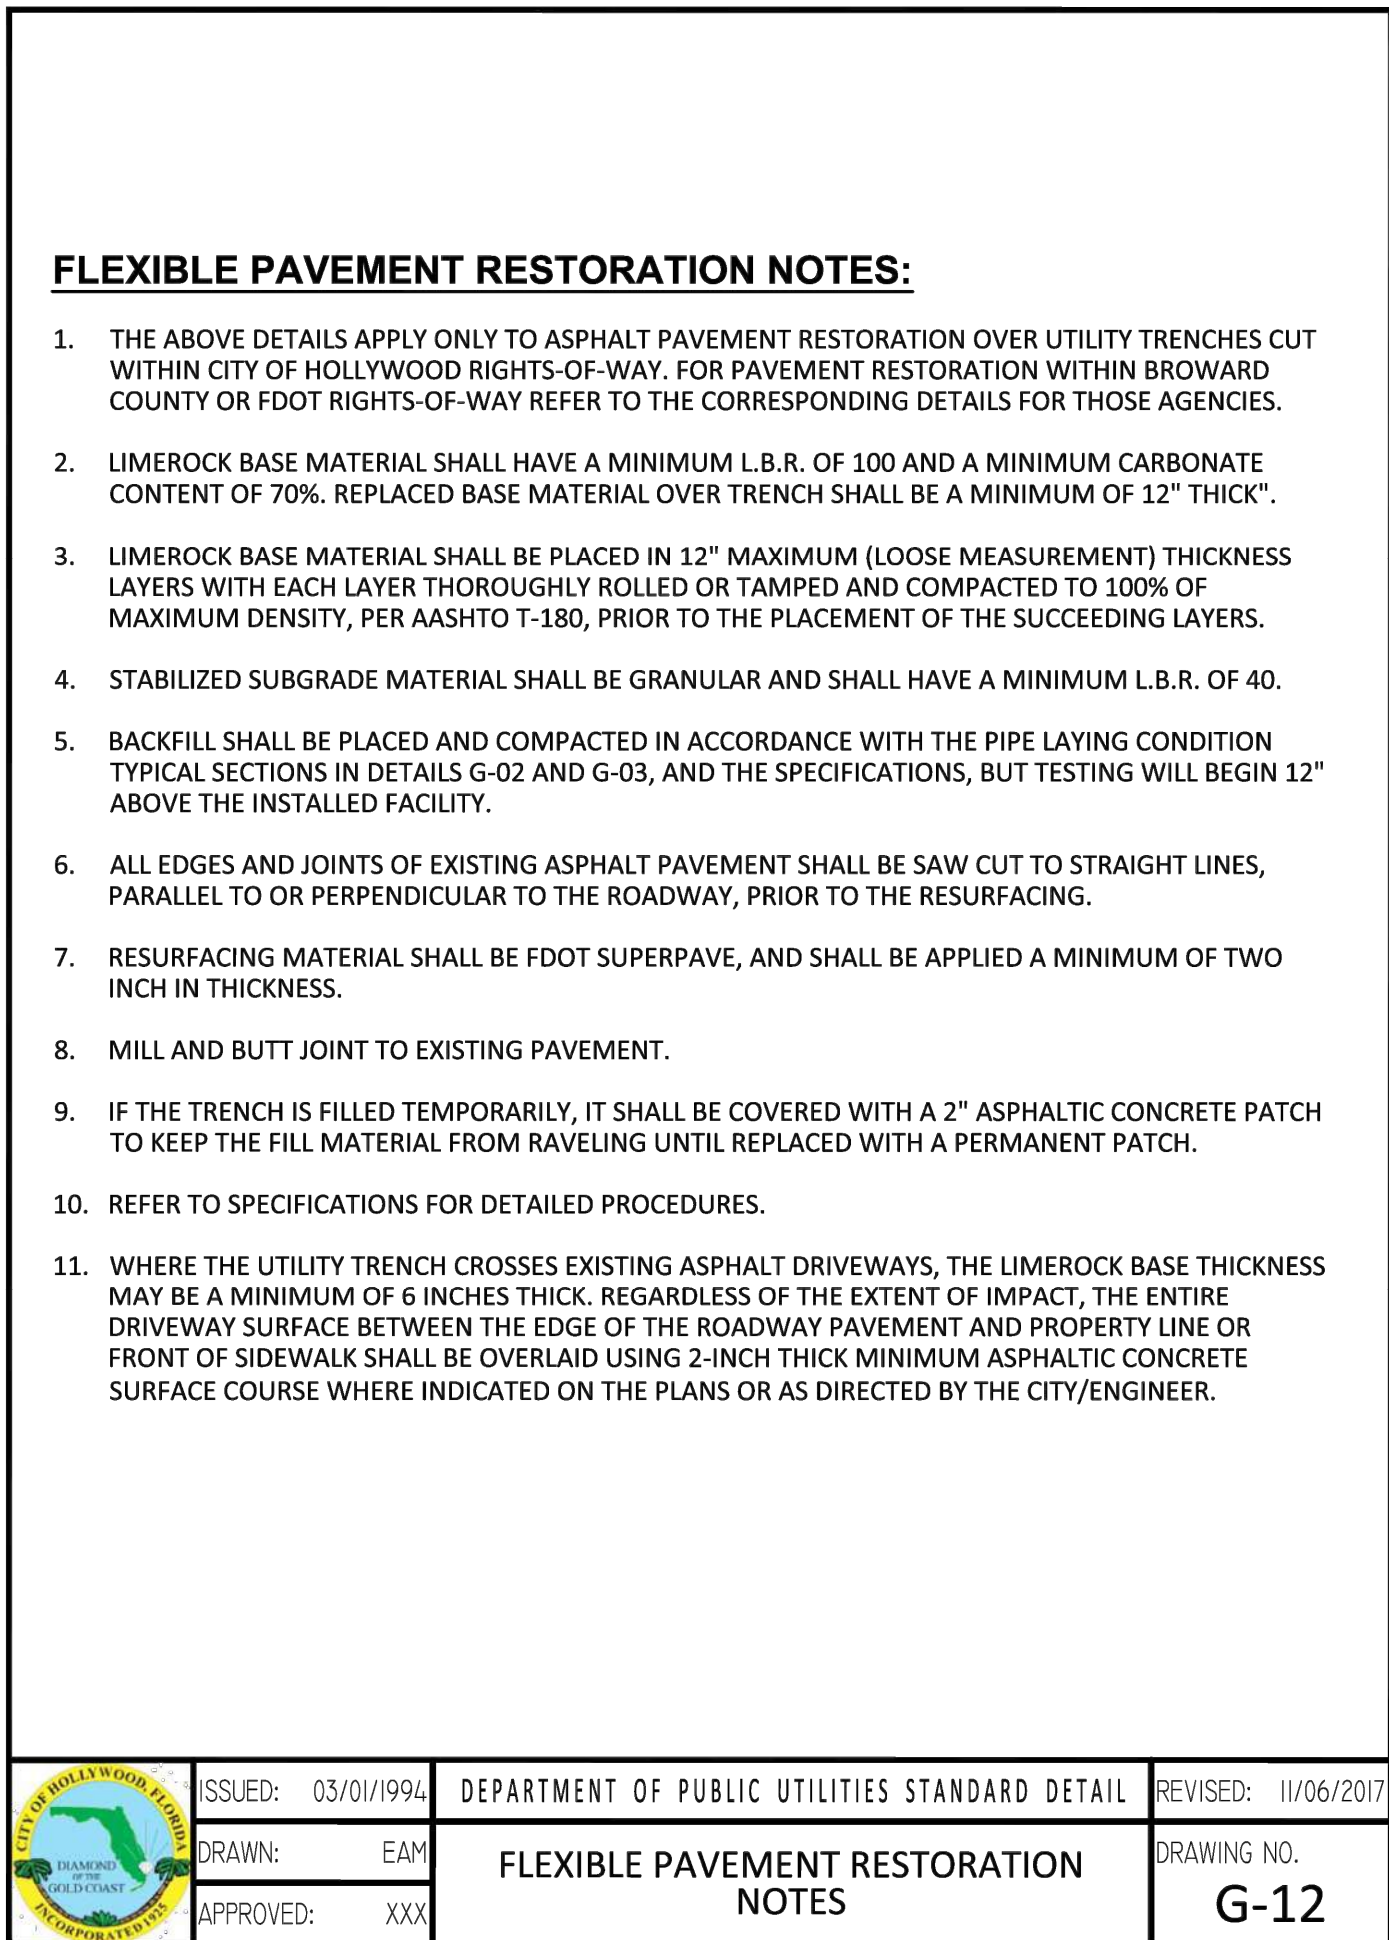 FLEXIBLE PAVEMENT RESTORATION NOTES:
1. THE ABOVE DETAILS APPLY ONLY TO ASPHALT PAVEMENT RESTORATION OVER UTILITY TRENCHES CUT
WITHIN CITY OF HOLLYWOOD RIGHTS-OF-WAY. FOR PAVEMENT RESTORATION WITHIN BROWARD
COUNTY OR FDOT RIGHTS-OF-WAY REFER TO THE CORRESPONDING DETAILS FOR THOSE AGENCIES.
2. LIMEROCK BASE MATERIAL SHALL HAVE A MINIMUM L.B.R. OF 100 AND A MINIMUM CARBONATE
CONTENT OF 70%. REPLACED BASE MATERIAL OVER TRENCH SHALL BE A MINIMUM OF 12" THICK".
3. LIMEROCK BASE MATERIAL SHALL BE PLACED IN 12" MAXIMUM (LOOSE MEASUREMENT) THICKNESS
LAYERS WITH EACH LAYER THOROUGHLY ROLLED OR TAMPED AND COMPACTED TO 100% OF
MAXIMUM DENSITY, PER AASHTO T-180, PRIOR TO THE PLACEMENT OF THE SUCCEEDING LAYERS.
4. STABILIZED SUBGRADE MATERIAL SHALL BE GRANULAR AND SHALL HAVE A MINIMUM L.B.R. OF 40.
5. BACKFILL SHALL BE PLACED AND COMPACTED IN ACCORDANCE WITH THE PIPE LAYING CONDITION
TYPICAL SECTIONS IN DETAILS G-02 AND G-03, AND THE SPECIFICATIONS, BUT TESTING WILL BEGIN 12"
ABOVE THE INSTALLED FACILITY.
6. ALL EDGES AND JOINTS OF EXISTING ASPHALT PAVEMENT SHALL BE SAW CUT TO STRAIGHT LINES,
PARALLEL TO OR PERPENDICULAR TO THE ROADWAY, PRIOR TO THE RESURFACING.
7. RESURFACING MATERIAL SHALL BE FDOT SUPERPAVE, AND SHALL BE APPLIED A MINIMUM OF TWO
INCH IN THICKNESS.
8. MILL AND BUTT JOINT TO EXISTING PAVEMENT.
9. IF THE TRENCH IS FILLED TEMPORARILY, IT SHALL BE COVERED WITH A 2" ASPHALTIC CONCRETE PATCH
TO KEEP THE FILL MATERIAL FROM RAVELING UNTIL REPLACED WITH A PERMANENT PATCH.
10. REFER TO SPECIFICATIONS FOR DETAILED PROCEDURES.
11. WHERE THE UTILITY TRENCH CROSSES EXISTING ASPHALT DRIVEWAYS, THE LIMEROCK BASE THICKNESS
MAY BE A MINIMUM OF 6 INCHES THICK. REGARDLESS OF THE EXTENT OF IMPACT, THE ENTIRE
DRIVEWAY SURFACE BETWEEN THE EDGE OF THE ROADWAY PAVEMENT AND PROPERTY LINE OR
FRONT OF SIDEWALK SHALL BE OVERLAID USING 2-INCH THICK MINIMUM ASPHALTIC CONCRETE
SURFACE COURSE WHERE INDICATED ON THE PLANS OR AS DIRECTED BY THE CITY/ENGINEER.
CITY OF HOLLYWOOD, FLORIDA
DIAMOND
OF THE
GOLD COAST
INCORPORATED 1925
ISSUED: 03/01/1994
DRAWN: EAM
APPROVED: XXX
DEPARTMENT OF PUBLIC UTILITIES STANDARD DETAIL
FLEXIBLE PAVEMENT RESTORATION
NOTES
REVISED: 11/06/2017
DRAWING NO.
G-12